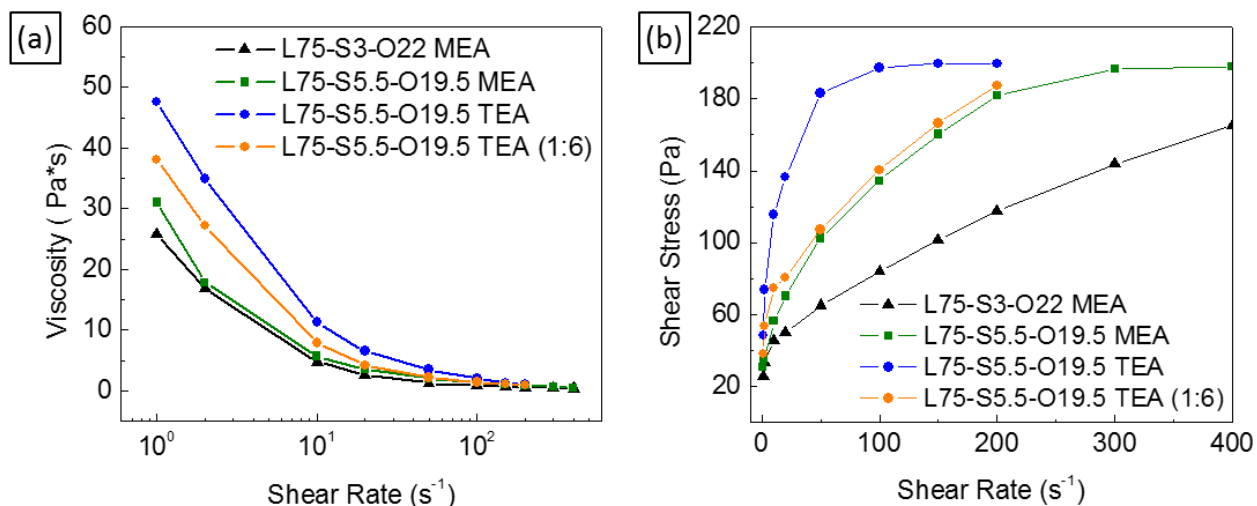 (a)
60
50
40
30
20
10
0
Viscosity ( Pa*s)
L75-S3-O22 MEA
L75-S5.5-O19.5 MEA
L75-S5.5-O19.5 TEA
L75-S5.5-O19.5 TEA (1:6)
10⁰
10¹
10²
Shear Rate (s⁻¹)
(b)
220
180
140
100
60
20
Shear Stress (Pa)
L75-S3-O22 MEA
L75-S5.5-O19.5 MEA
L75-S5.5-O19.5 TEA
L75-S5.5-O19.5 TEA (1:6)
0
100
200
300
400
Shear Rate (s⁻¹)